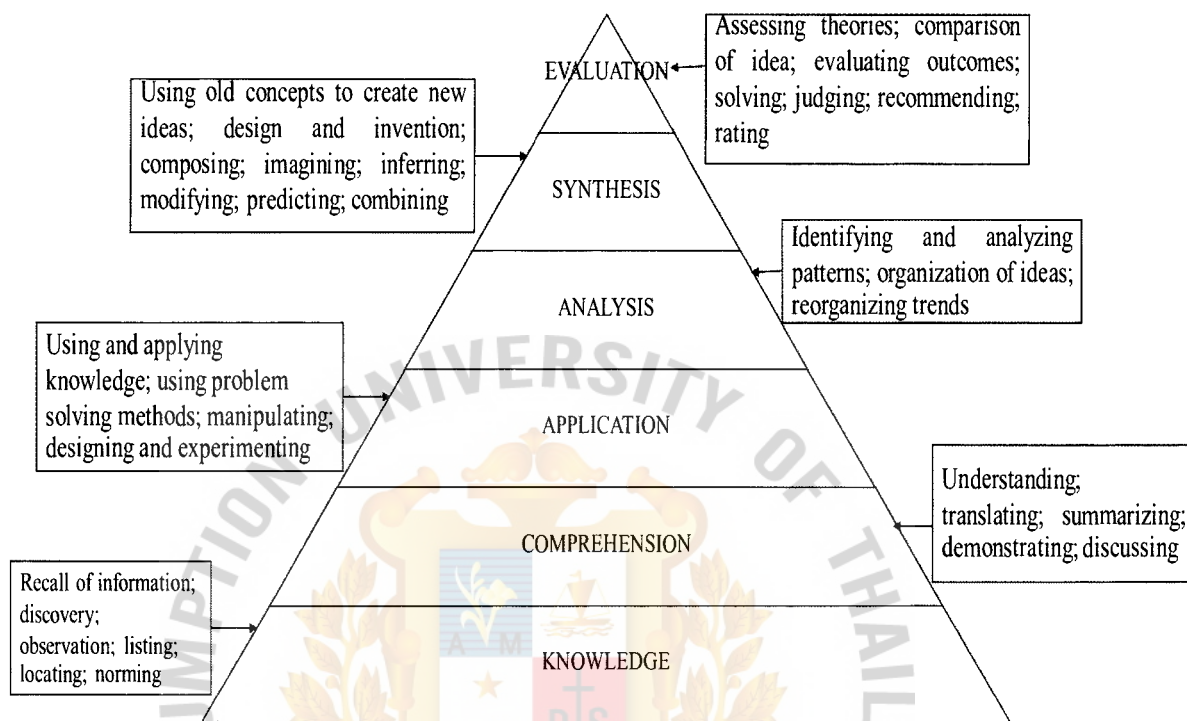 EVALUATION
Assessing theories; comparison
of idea; evaluating outcomes;
solving; judging; recommending;
rating
Using old concepts to create new
ideas; design and invention;
composing; imagining; inferring;
modifying; predicting; combining
SYNTHESIS
Identifying and analyzing
patterns; organization of ideas;
reorganizing trends
ANALYSIS
Using and applying
knowledge; using problem
solving methods; manipulating;
designing and experimenting
APPLICATION
Understanding;
translating; summarizing;
demonstrating; discussing
COMPREHENSION
Recall of information;
discovery;
observation; listing;
locating; norming
KNOWLEDGE
UMPTION UNIVERSITY OF THAIL
A M
R S